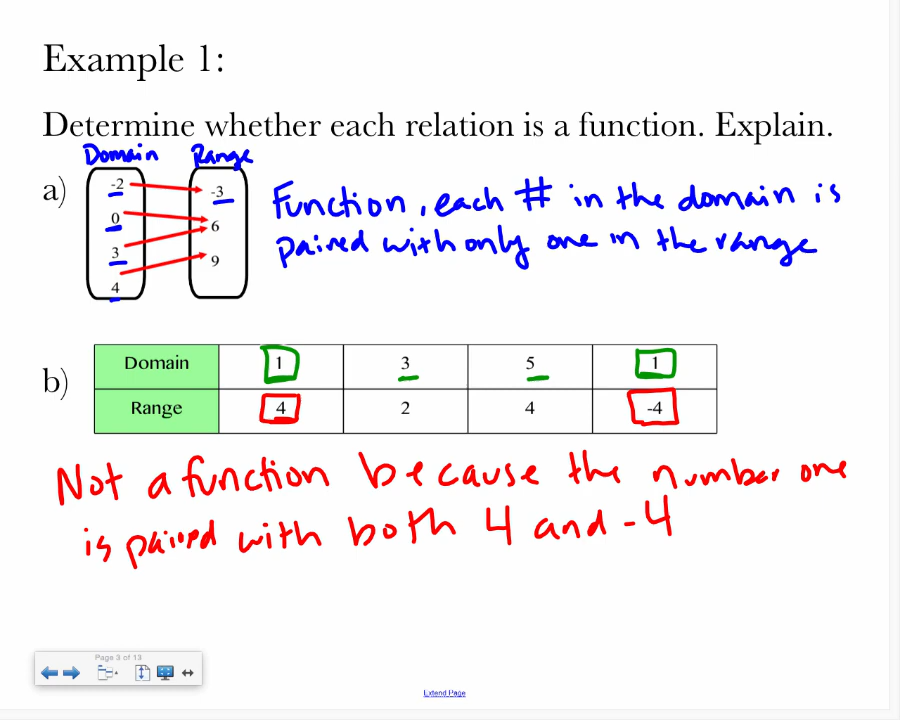 Example 1:
Determine whether each relation is a function. Explain.
Domain Range
a)
-2 -3
0 6
3 9
4
Function, each # in the domain is
paired with only one in the range
b)
Domain 1 3 5 1
Range 4 2 4 -4
Not a function because the number one
is paired with both 4 and -4
Page 3 of 13
Extend Page